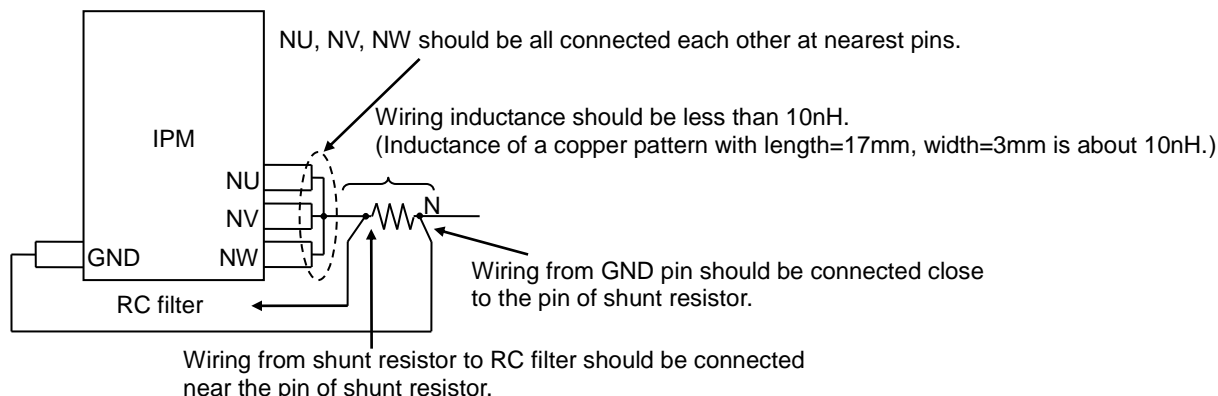 NU, NV, NW should be all connected each other at nearest pins.
Wiring inductance should be less than 10nH.
(Inductance of a copper pattern with length=17mm, width=3mm is about 10nH.)
IPM
NU
N
NV
GND
NW
Wiring from GND pin should be connected close
to the pin of shunt resistor.
RC filter
Wiring from shunt resistor to RC filter should be connected
near the pin of shunt resistor.